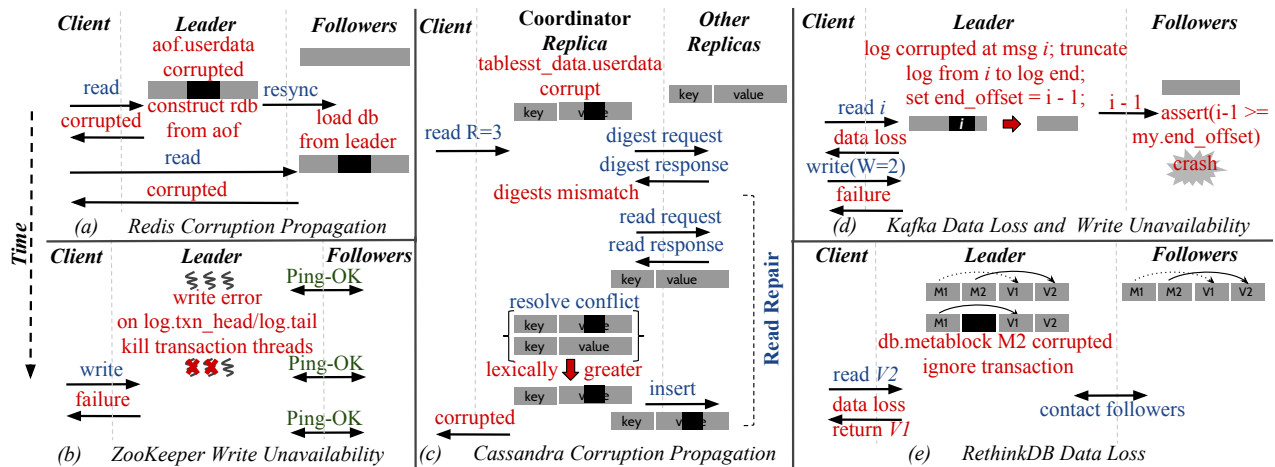 Time
Client
Leader
Followers
aof.userdata
corrupted
read
resync
construct rdb
from aof
load db
from leader
corrupted
read
corrupted
(a) Redis Corruption Propagation
Client
Leader
Followers
Ping-OK
write error
on log.txn_head/log.tail
kill transaction threads
Ping-OK
write
failure
Ping-OK
(b) ZooKeeper Write Unavailability
Client
Coordinator
Replica
Other
Replicas
tablesst_data.userdata
corrupt
key value
key value
read R=3
digest request
digest response
digests mismatch
read request
read response
key value
Read Repair
resolve conflict
key value
key value
lexically greater
key value
insert
key value
corrupted
(c) Cassandra Corruption Propagation
Client
Leader
Followers
log corrupted at msg i; truncate
log from i to log end;
set end_offset = i - 1;
read i
i
i - 1
data loss
assert(i-1 >=
my.end_offset)
crash
write(W=2)
failure
(d) Kafka Data Loss and Write Unavailability
Client
Leader
Followers
M1 M2 V1 V2
M1 M2 V1 V2
M1 V1 V2
db.metablock M2 corrupted
ignore transaction
read V2
data loss
return V1
contact followers
(e) RethinkDB Data Loss